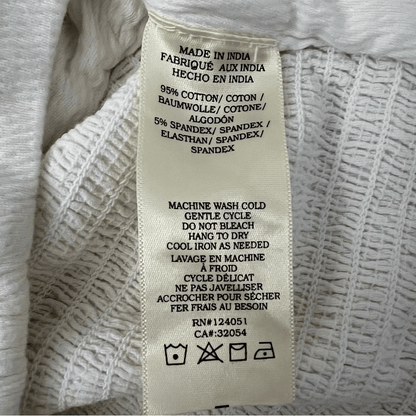 MADE IN INDIA
FABRIQUÉ AUX INDIA
HECHO EN INDIA
95% COTTON/ COTON /
BAUMWOLLE/ COTONE/
ALGODÓN
5% SPANDEX/ SPANDEX /
ELASTHAN/ SPANDEX/
SPANDEX
MACHINE WASH COLD
GENTLE CYCLE
DO NOT BLEACH
HANG TO DRY
COOL IRON AS NEEDED
LAVAGE EN MACHINE
À FROID
CYCLE DÉLICAT
NE PAS JAVELLISER
ACCROCHER POUR SÉCHER
FER FRAIS AU BESOIN
RN#124051
CA#:32054